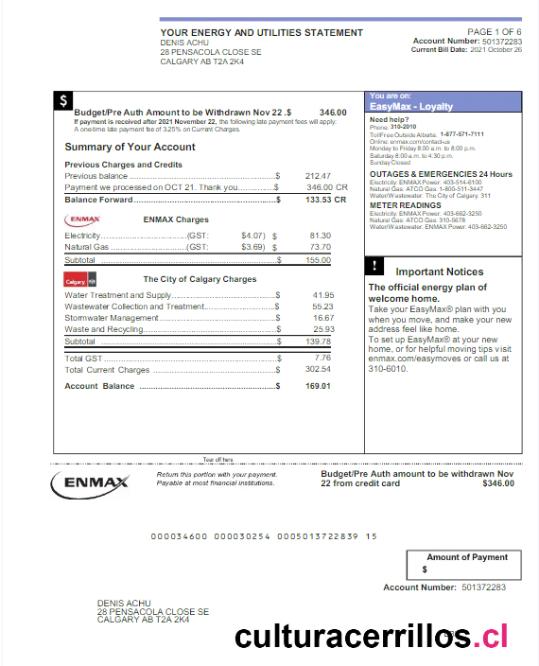 YOUR ENERGY AND UTILITIES STATEMENT
DENIS ACHU
28 PENSACOLA CLOSE SE
CALGARY AB T2A 2K4
PAGE 1 OF 6
Account Number: 501372283
Current Bill Date: 2021 October 26
$
Budget/Pre Auth Amount to be Withdrawn Nov 22 .$ 346.00
If payment is received after 2021 November 22, the following late payment fees will apply:
A one time late payment fee of 3.25% on Current Charges.
Summary of Your Account
Previous Charges and Credits
Previous balance ....$ 212.47
Payment we processed on OCT 21. Thank you....$ 346.00 CR
Balance Forward....$ 133.53 CR
ENMAX ENMAX Charges
Electricity....(GST: $4.07) $ 81.30
Natural Gas ....(GST: $3.69) $ 73.70
Subtotal ....$ 155.00
Calgary The City of Calgary Charges
Water Treatment and Supply....$ 41.95
Wastewater Collection and Treatment....$ 55.23
Stormwater Management ....$ 16.67
Waste and Recycling....$ 25.93
Subtotal ....$ 139.78
Total GST ....$ 7.76
Total Current Charges ....$ 302.54
Account Balance ....$ 169.01
You are on:
EasyMax - Loyalty
Need help?
Phone: 310-2010
Toll Free Outside Alberta: 1-877-571-7111
Online: enmax.com/contact-us
Monday to Friday 8:00 a.m. to 8:00 p.m.
Saturday 8:00 a.m. to 4:30 p.m.
Sunday Closed
OUTAGES & EMERGENCIES 24 Hours
Electricity: ENMAX Power: 403-514-6100
Natural Gas: ATCO Gas: 1-800-511-3447
Water/Wastewater: The City of Calgary: 311
METER READINGS
Electricity: ENMAX Power: 403-662-3250
Natural Gas: ATCO Gas: 310-5678
Water/Wastewater: ENMAX Power: 403-662-3250
! Important Notices
The official energy plan of
welcome home.
Take your EasyMax® plan with you
when you move, and make your new
address feel like home.
To set up EasyMax® at your new
home, or for helpful moving tips visit
enmax.com/easymoves or call us at
310-6010.
Tear off here
ENMAX
Return this portion with your payment.
Payable at most financial institutions.
Budget/Pre Auth amount to be withdrawn Nov
22 from credit card $346.00
000034600 000030254 0005013722839 15
Amount of Payment
$
Account Number: 501372283
DENIS ACHU
28 PENSACOLA CLOSE SE
CALGARY AB T2A 2K4
culturacerrillos.cl